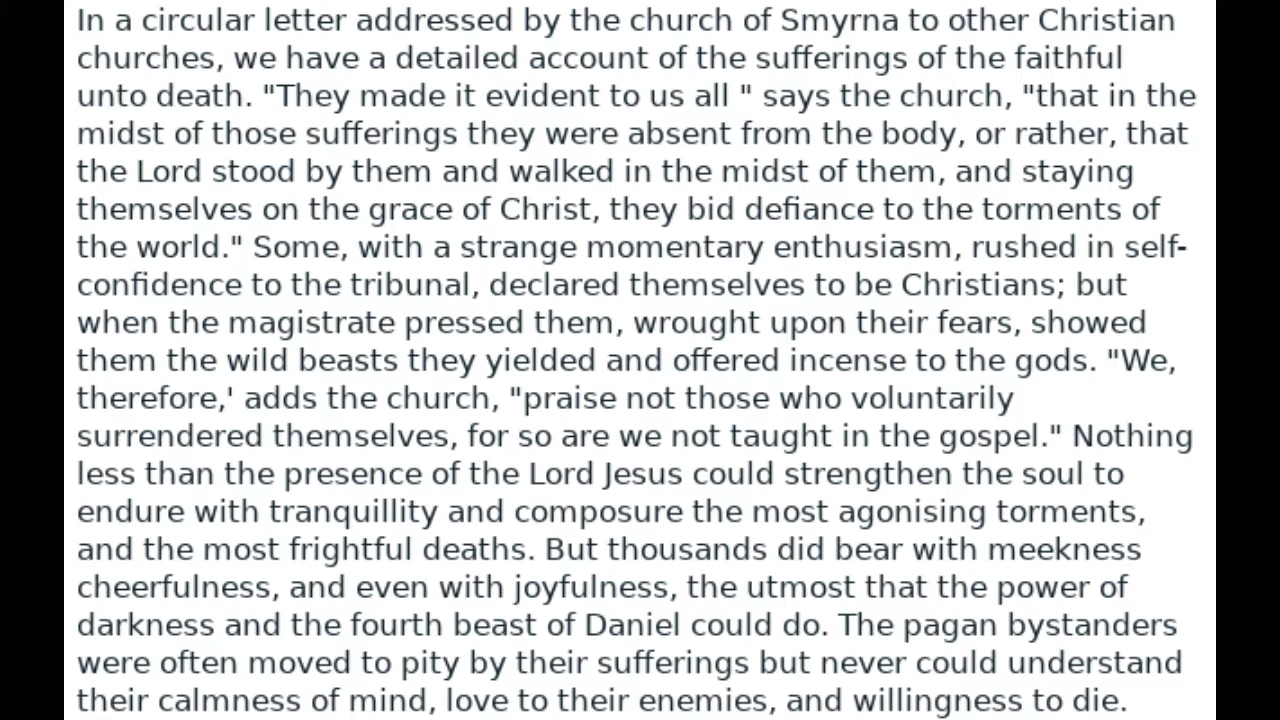 In a circular letter addressed by the church of Smyrna to other Christian
churches, we have a detailed account of the sufferings of the faithful
unto death. "They made it evident to us all " says the church, "that in the
midst of those sufferings they were absent from the body, or rather, that
the Lord stood by them and walked in the midst of them, and staying
themselves on the grace of Christ, they bid defiance to the torments of
the world." Some, with a strange momentary enthusiasm, rushed in self-
confidence to the tribunal, declared themselves to be Christians; but
when the magistrate pressed them, wrought upon their fears, showed
them the wild beasts they yielded and offered incense to the gods. "We,
therefore,' adds the church, "praise not those who voluntarily
surrendered themselves, for so are we not taught in the gospel." Nothing
less than the presence of the Lord Jesus could strengthen the soul to
endure with tranquillity and composure the most agonising torments,
and the most frightful deaths. But thousands did bear with meekness
cheerfulness, and even with joyfulness, the utmost that the power of
darkness and the fourth beast of Daniel could do. The pagan bystanders
were often moved to pity by their sufferings but never could understand
their calmness of mind, love to their enemies, and willingness to die.